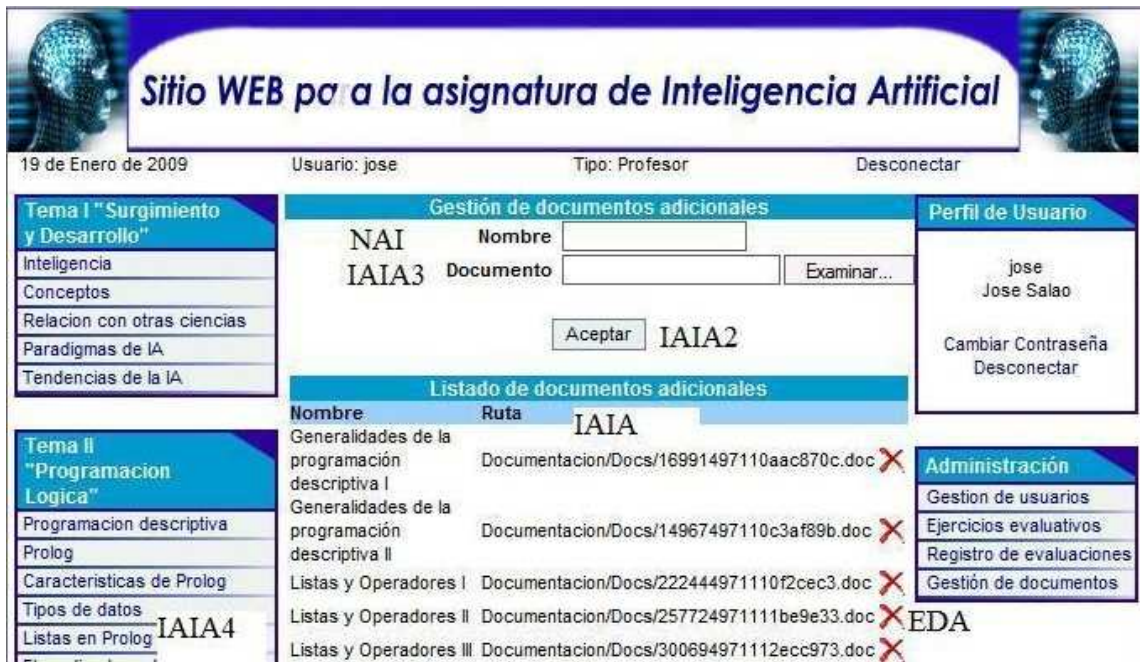 Sitio WEB para la asignatura de Inteligencia Artificial
19 de Enero de 2009 Usuario: jose Tipo: Profesor Desconectar
Tema I "Surgimiento
y Desarrollo"
Inteligencia
Conceptos
Relacion con otras ciencias
Paradigmas de IA
Tendencias de la IA
Tema II
"Programacion
Logica"
Programacion descriptiva
Prolog
Caracteristicas de Prolog
Tipos de datos
Listas en Prolog
IAIA4
Gestión de documentos adicionales
NAI Nombre
IAIA3 Documento Examinar...
Aceptar IAIA2
Listado de documentos adicionales
Nombre Ruta IAIA
Generalidades de la
programación Documentacion/Docs/16991497110aac870c.doc
descriptiva I
Generalidades de la
programación Documentacion/Docs/14967497110c3af89b.doc
descriptiva II
Listas y Operadores I Documentacion/Docs/222444971110f2cec3.doc
Listas y Operadores II Documentacion/Docs/257724971111be9e33.doc EDA
Listas y Operadores III Documentacion/Docs/300694971112ecc973.doc
Perfil de Usuario
jose
Jose Salao
Cambiar Contraseña
Desconectar
Administración
Gestion de usuarios
Ejercicios evaluativos
Registro de evaluaciones
Gestión de documentos